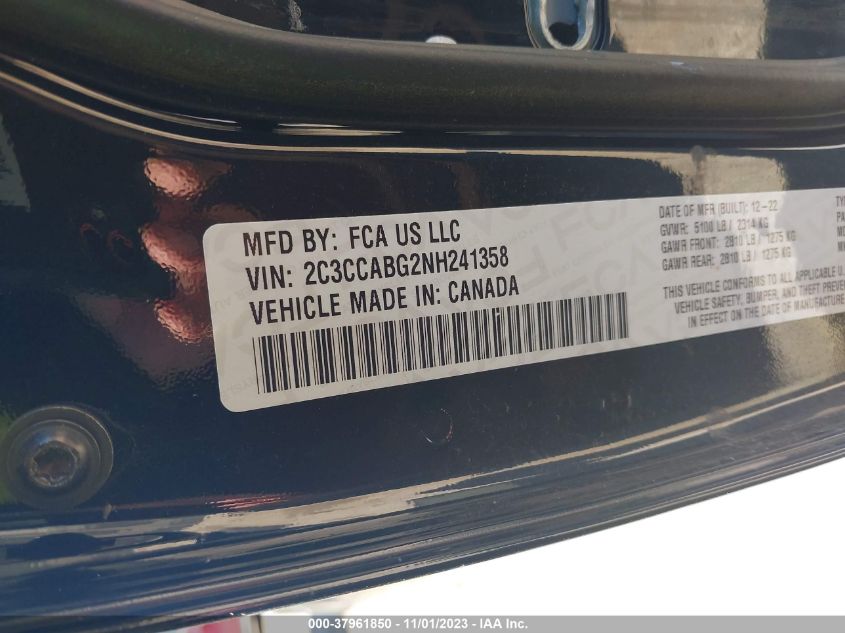 MFD BY: FCA US LLC
VIN: 2C3CCABG2NH241358
VEHICLE MADE IN: CANADA
DATE OF MFR (BUILT): 12-22
GVWR: 5100 LB / 2314 KG
GAWR FRONT: 2810 LB / 1275 KG
GAWR REAR: 2810 LB / 1275 KG
THIS VEHICLE CONFORMS TO ALL
VEHICLE SAFETY, BUMPER, AND THEFT
IN EFFECT ON THE DATE OF MANUFACTUR
000-37961850 - 11/01/2023 - IAA Inc.